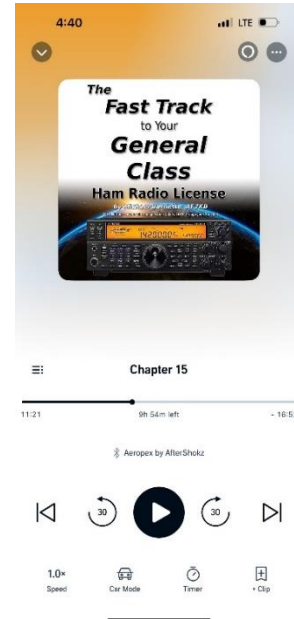 4:40
LTE
The
Fast Track
to Your
General
Class
Ham Radio License
Chapter 15
11:21
9h 54m left
Aeropex by AfterShokz
30
30
1.0×
Speed
Car Mode
Timer
+ Clip